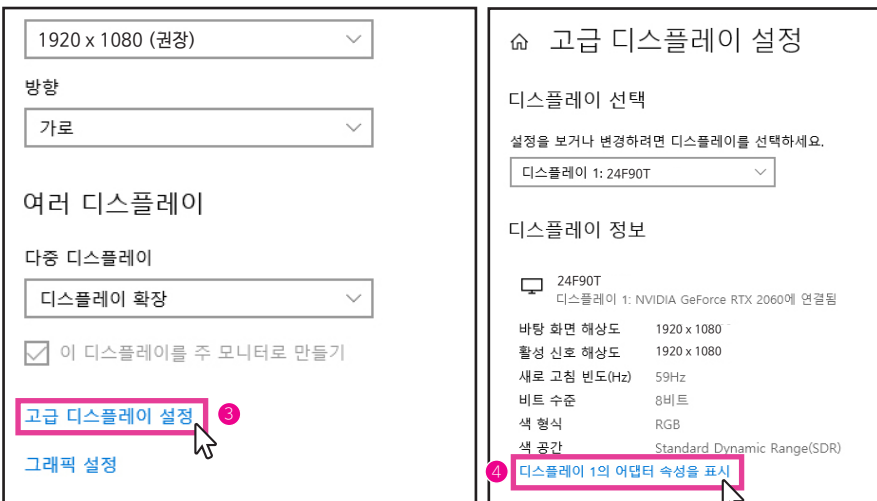 1920 x 1080 (권장)
방향
가로
여러 디스플레이
다중 디스플레이
디스플레이 확장
이 디스플레이를 주 모니터로 만들기
고급 디스플레이 설정
3
그래픽 설정
고급 디스플레이 설정
디스플레이 선택
설정을 보거나 변경하려면 디스플레이를 선택하세요.
디스플레이 1: 24F90T
디스플레이 정보
24F90T
디스플레이 1: NVIDIA GeForce RTX 2060에 연결됨
바탕 화면 해상도 1920 x 1080
활성 신호 해상도 1920 x 1080
새로 고침 빈도(Hz) 59Hz
비트 수준 8비트
색 형식 RGB
색 공간 Standard Dynamic Range(SDR)
4 디스플레이 1의 어댑터 속성을 표시